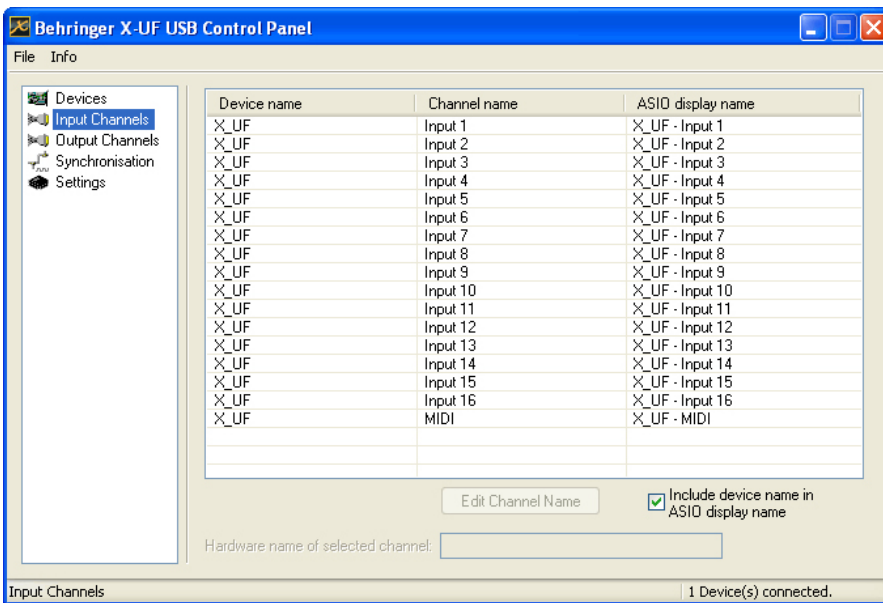 Behringer X-UF USB Control Panel
File Info
Devices
Input Channels
Output Channels
Synchronisation
Settings
Device name Channel name ASIO display name
X_UF Input 1 X_UF - Input 1
X_UF Input 2 X_UF - Input 2
X_UF Input 3 X_UF - Input 3
X_UF Input 4 X_UF - Input 4
X_UF Input 5 X_UF - Input 5
X_UF Input 6 X_UF - Input 6
X_UF Input 7 X_UF - Input 7
X_UF Input 8 X_UF - Input 8
X_UF Input 9 X_UF - Input 9
X_UF Input 10 X_UF - Input 10
X_UF Input 11 X_UF - Input 11
X_UF Input 12 X_UF - Input 12
X_UF Input 13 X_UF - Input 13
X_UF Input 14 X_UF - Input 14
X_UF Input 15 X_UF - Input 15
X_UF Input 16 X_UF - Input 16
X_UF MIDI X_UF - MIDI
Edit Channel Name
Include device name in
ASIO display name
Hardware name of selected channel:
Input Channels 1 Device(s) connected.